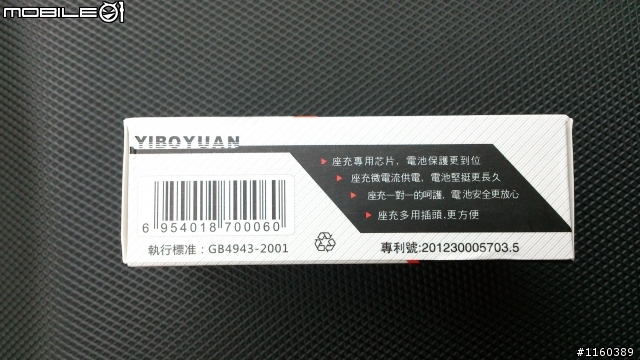 MOBILE01
YIBOYUAN
座充專用芯片, 電池保護更到位
座充微電流供電, 電池堅挺更長久
座充一對一的呵護, 電池安全更放心
座充多用插頭, 更方便
6 954018 700060
執行標准：GB4943-2001
專利號:201230005703.5
#1160389